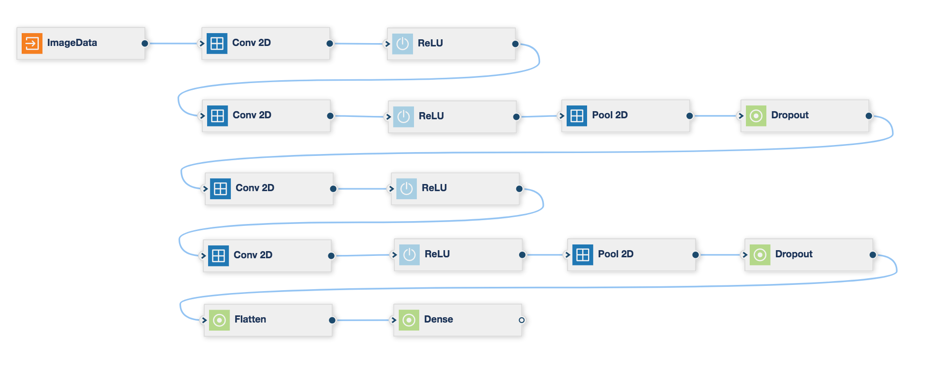 ImageData
Conv 2D
ReLU
Conv 2D
ReLU
Pool 2D
Dropout
Conv 2D
ReLU
Conv 2D
ReLU
Pool 2D
Dropout
Flatten
Dense